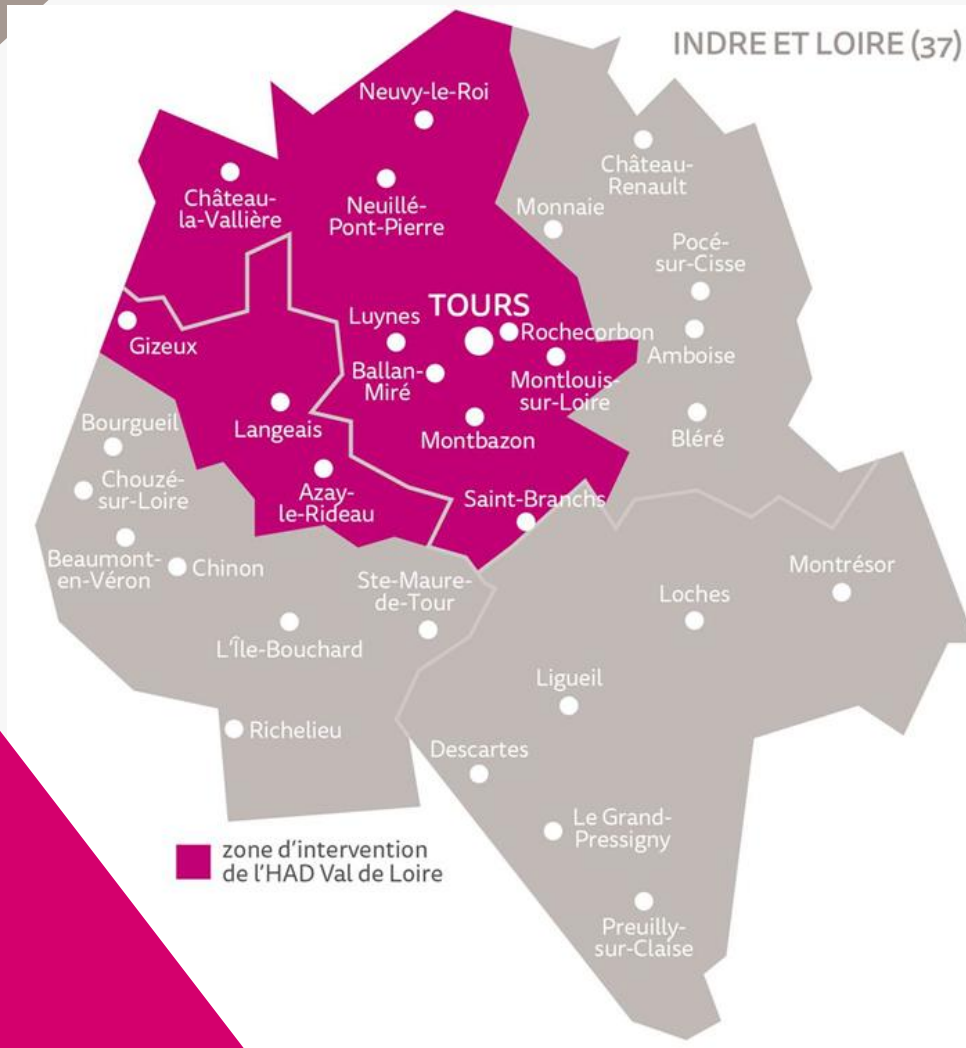 INDRE ET LOIRE (37)
Neuvy-le-Roi
Château-
Renault
Château-
la-Vallière
Neuillé-
Pont-Pierre
Monnaie
Pocé-
sur-Cisse
TOURS
Luynes
Rochecorbon
Gizeux
Amboise
Ballan-
Miré
Montlouis-
sur-Loire
Bourgueil
Langeais
Montbazon
Bléré
Chouzé-
sur-Loire
Azay-
le-Rideau
Saint-Branchs
Beaumont-
en-Véron
Chinon
Ste-Maure-
de-Tour
Montrésor
Loches
L'Île-Bouchard
Ligueil
Richelieu
Descartes
Le Grand-
Pressigny
zone d'intervention
de l'HAD Val de Loire
Preuilly-
sur-Claise